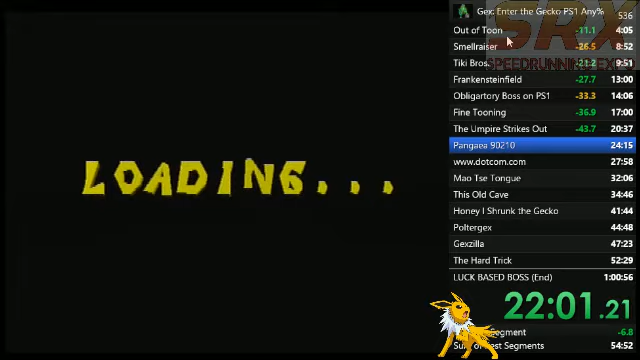 Gex: Enter the Gecko PS1 Any%
536
SRX
SPEEDRUNNING EXPO
Out of Toon -11.1 4:05
Smellraiser -26.5 8:52
Tiki Bros. -21.2 9:51
Frankensteinfield -27.7 13:00
Obligartory Boss on PS1 -33.3 14:06
Fine Tooning -36.9 17:00
The Umpire Strikes Out -43.7 20:37
Pangaea 90210 24:15
www.dotcom.com 27:58
Mao Tse Tongue 32:06
This Old Cave 34:46
Honey I Shrunk the Gecko 41:44
Poltergex 44:48
Gexzilla 47:23
The Hard Trick 52:29
LUCK BASED BOSS (End) 1:00:56
LOADING...
22:01.21
Segment -6.8
Sum of Best Segments 54:52